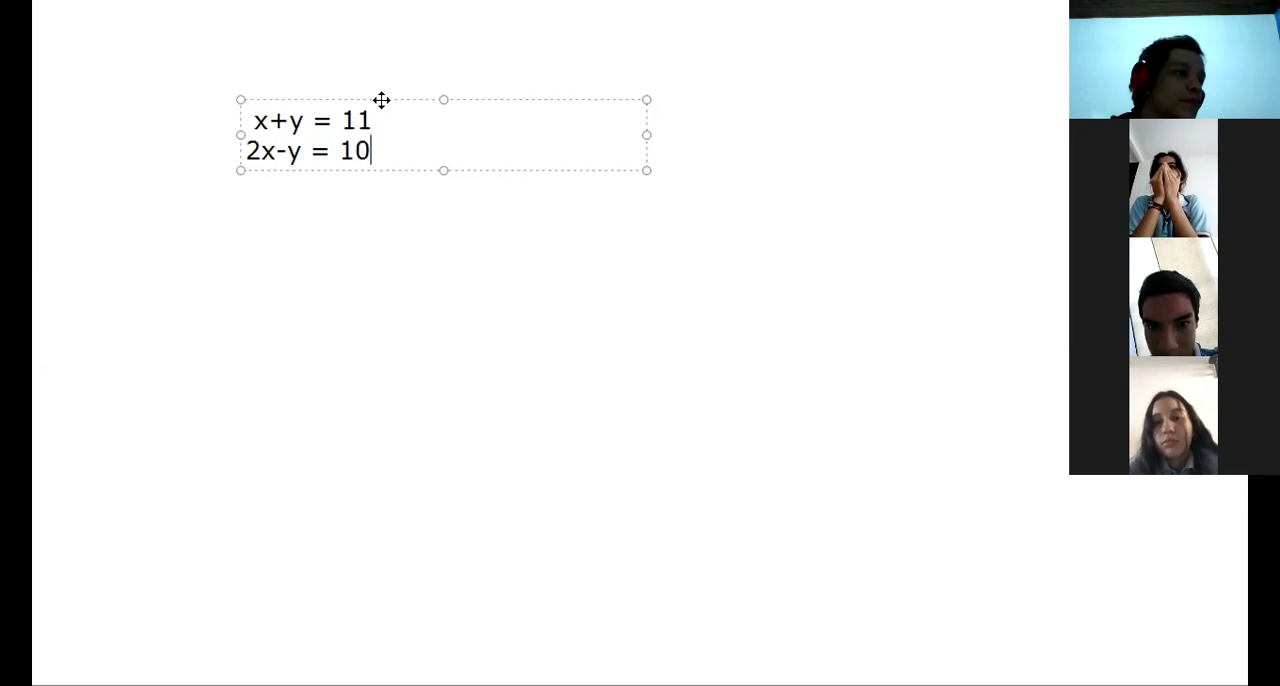 x+y = 11
2x-y = 10